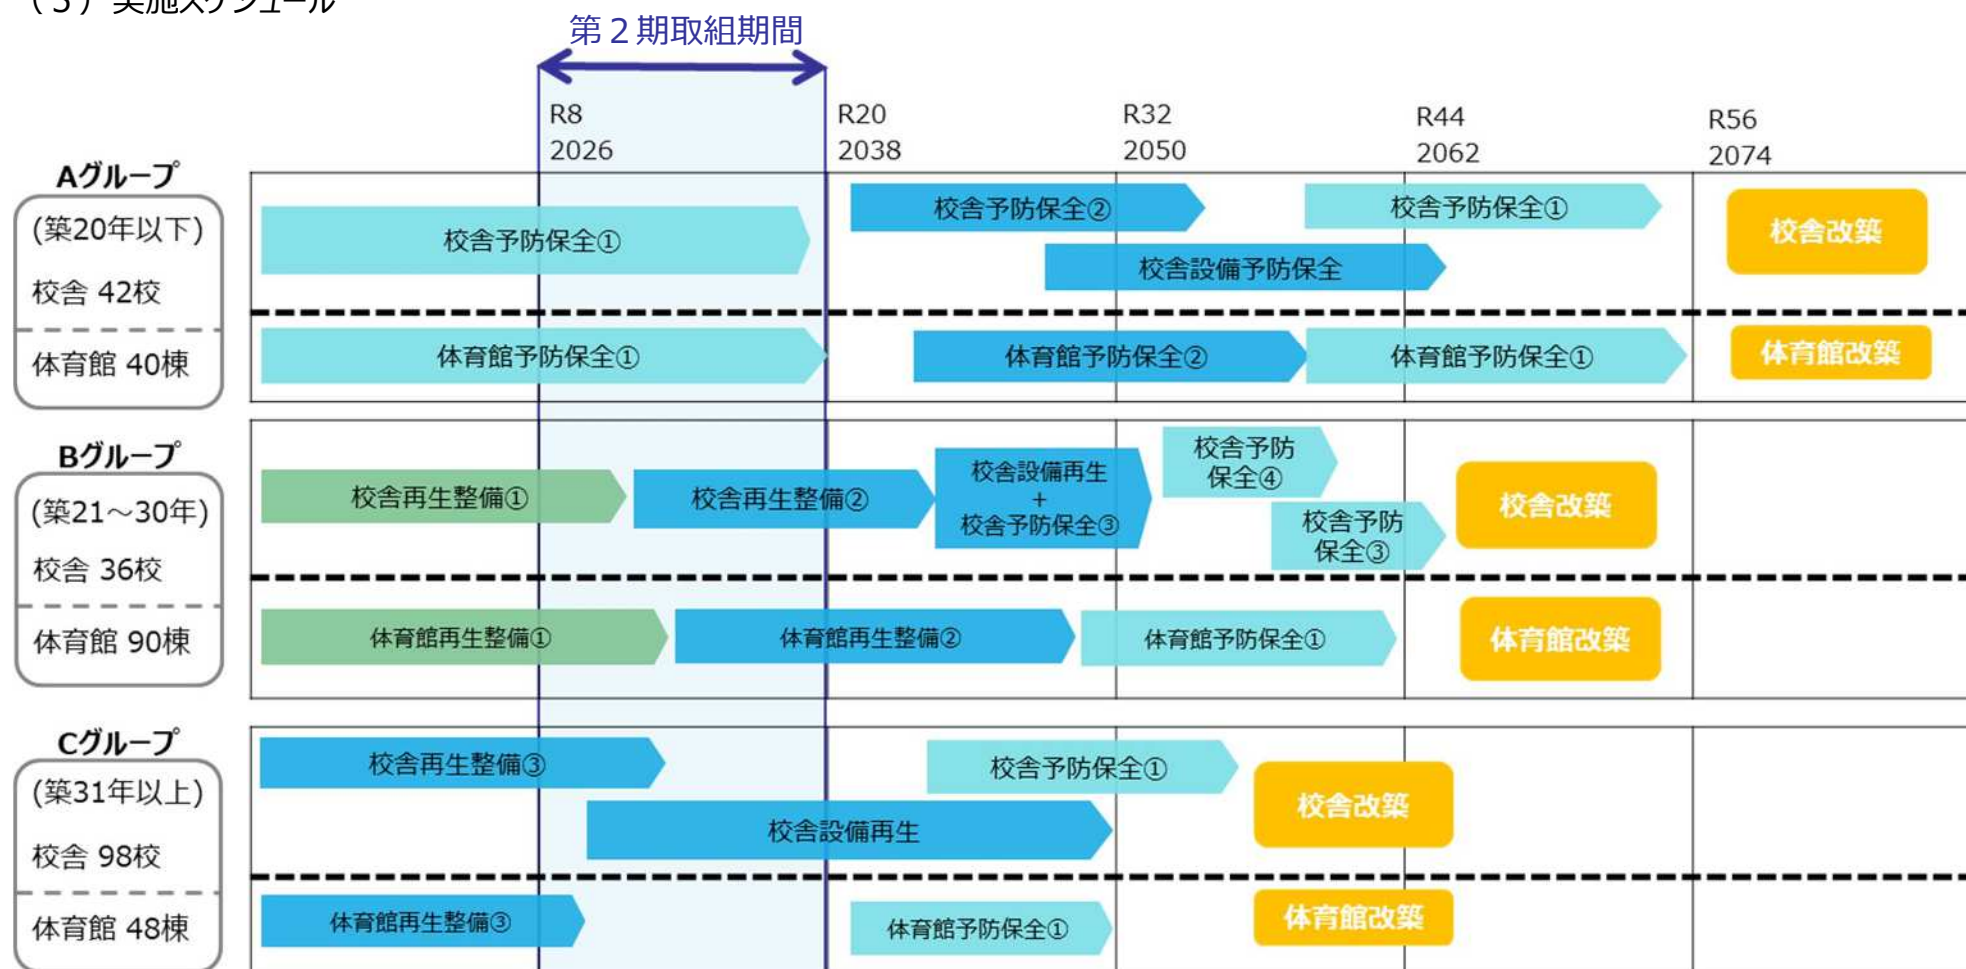 （3）実施スケジュール
第２期取組期間
R8
2026
R20
2038
R32
2050
R44
2062
R56
2074
Aグループ
(築20年以下)
校舎 42校
体育館 40棟
校舎予防保全①
校舎予防保全②
校舎設備予防保全
校舎予防保全①
校舎改築
体育館予防保全①
体育館予防保全②
体育館予防保全①
体育館改築
Bグループ
(築21～30年)
校舎 36校
体育館 90棟
校舎再生整備①
校舎再生整備②
校舎設備再生
+
校舎予防保全③
校舎予防
保全④
校舎予防
保全③
校舎改築
体育館再生整備①
体育館再生整備②
体育館予防保全①
体育館改築
Cグループ
(築31年以上)
校舎 98校
体育館 48棟
校舎再生整備③
校舎設備再生
校舎予防保全①
校舎改築
体育館再生整備③
体育館予防保全①
体育館改築